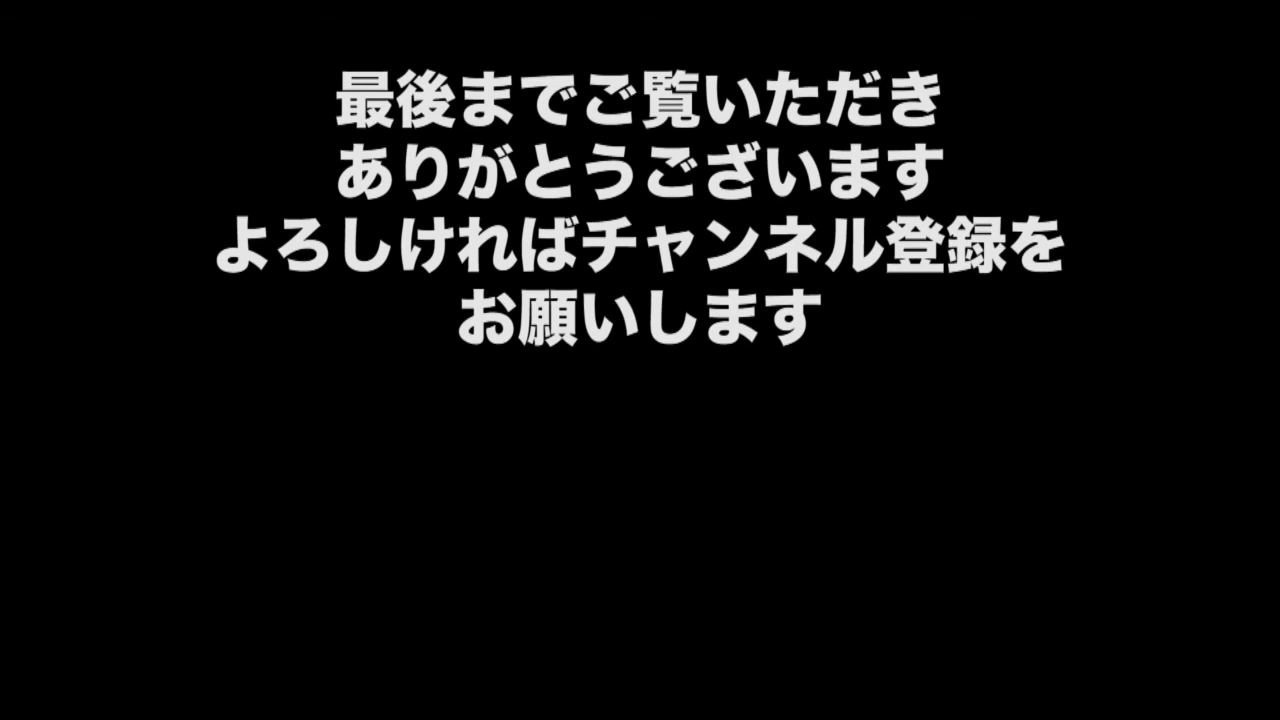 最後までご覧いただき
ありがとうございます
よろしければチャンネル登録を
お願いします